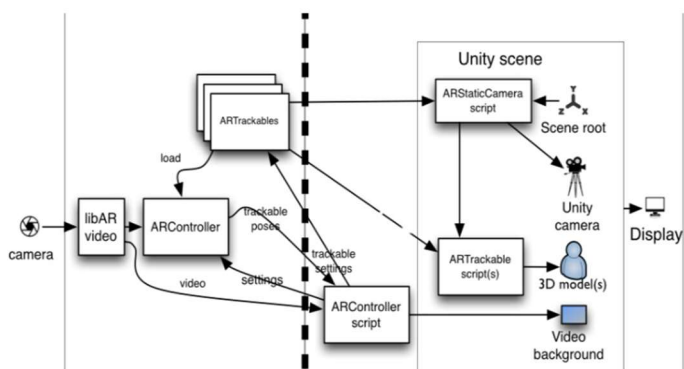 Unity scene
ARStaticCamera
script
Y
Z
X
Scene root
ARTrackables
load
Unity
camera
libAR
video
ARController
trackable
poses
camera
Display
trackable
settings
ARTrackable
script(s)
settings
video
3D model(s)
ARController
script
Video
background